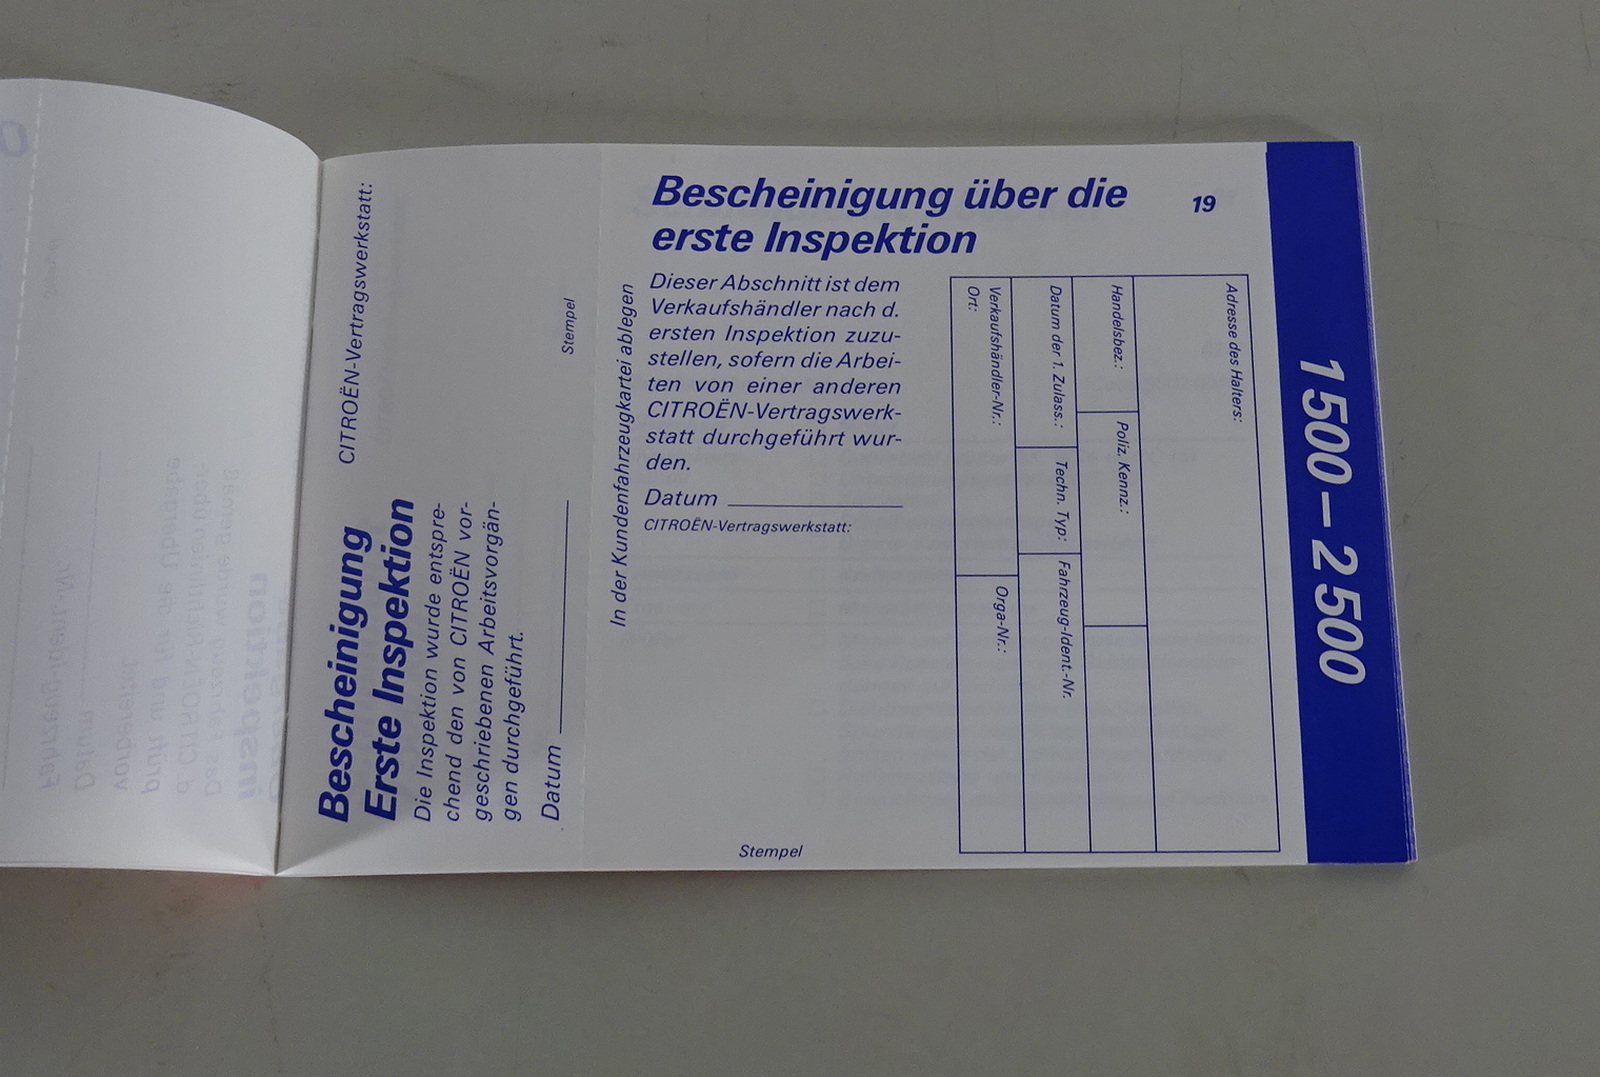 CITROËN-Vertragswerkstatt:
Stempel
Bescheinigung
Erste Inspektion
Die Inspektion wurde entspre-
chend den von CITROËN vor-
geschriebenen Arbeitsvorgän-
gen durchgeführt.
Datum
In der Kundenfahrzeugkartei ablegen
Bescheinigung über die
erste Inspektion
19
Dieser Abschnitt ist dem
Verkaufshändler nach d.
ersten Inspektion zuzu-
stellen, sofern die Arbei-
ten von einer anderen
CITROËN-Vertragswerk-
statt durchgeführt wur-
den.
Datum
CITROËN-Vertragswerkstatt:
Stempel
Adresse des Halters:
Handelsbez.:
Poliz. Kennz.:
Datum der 1. Zulass.:
Techn. Typ:
Fahrzeug-Ident.-Nr.
Verkaufshändler-Nr.:
Ort:
Orga-Nr.:
1500 – 2500